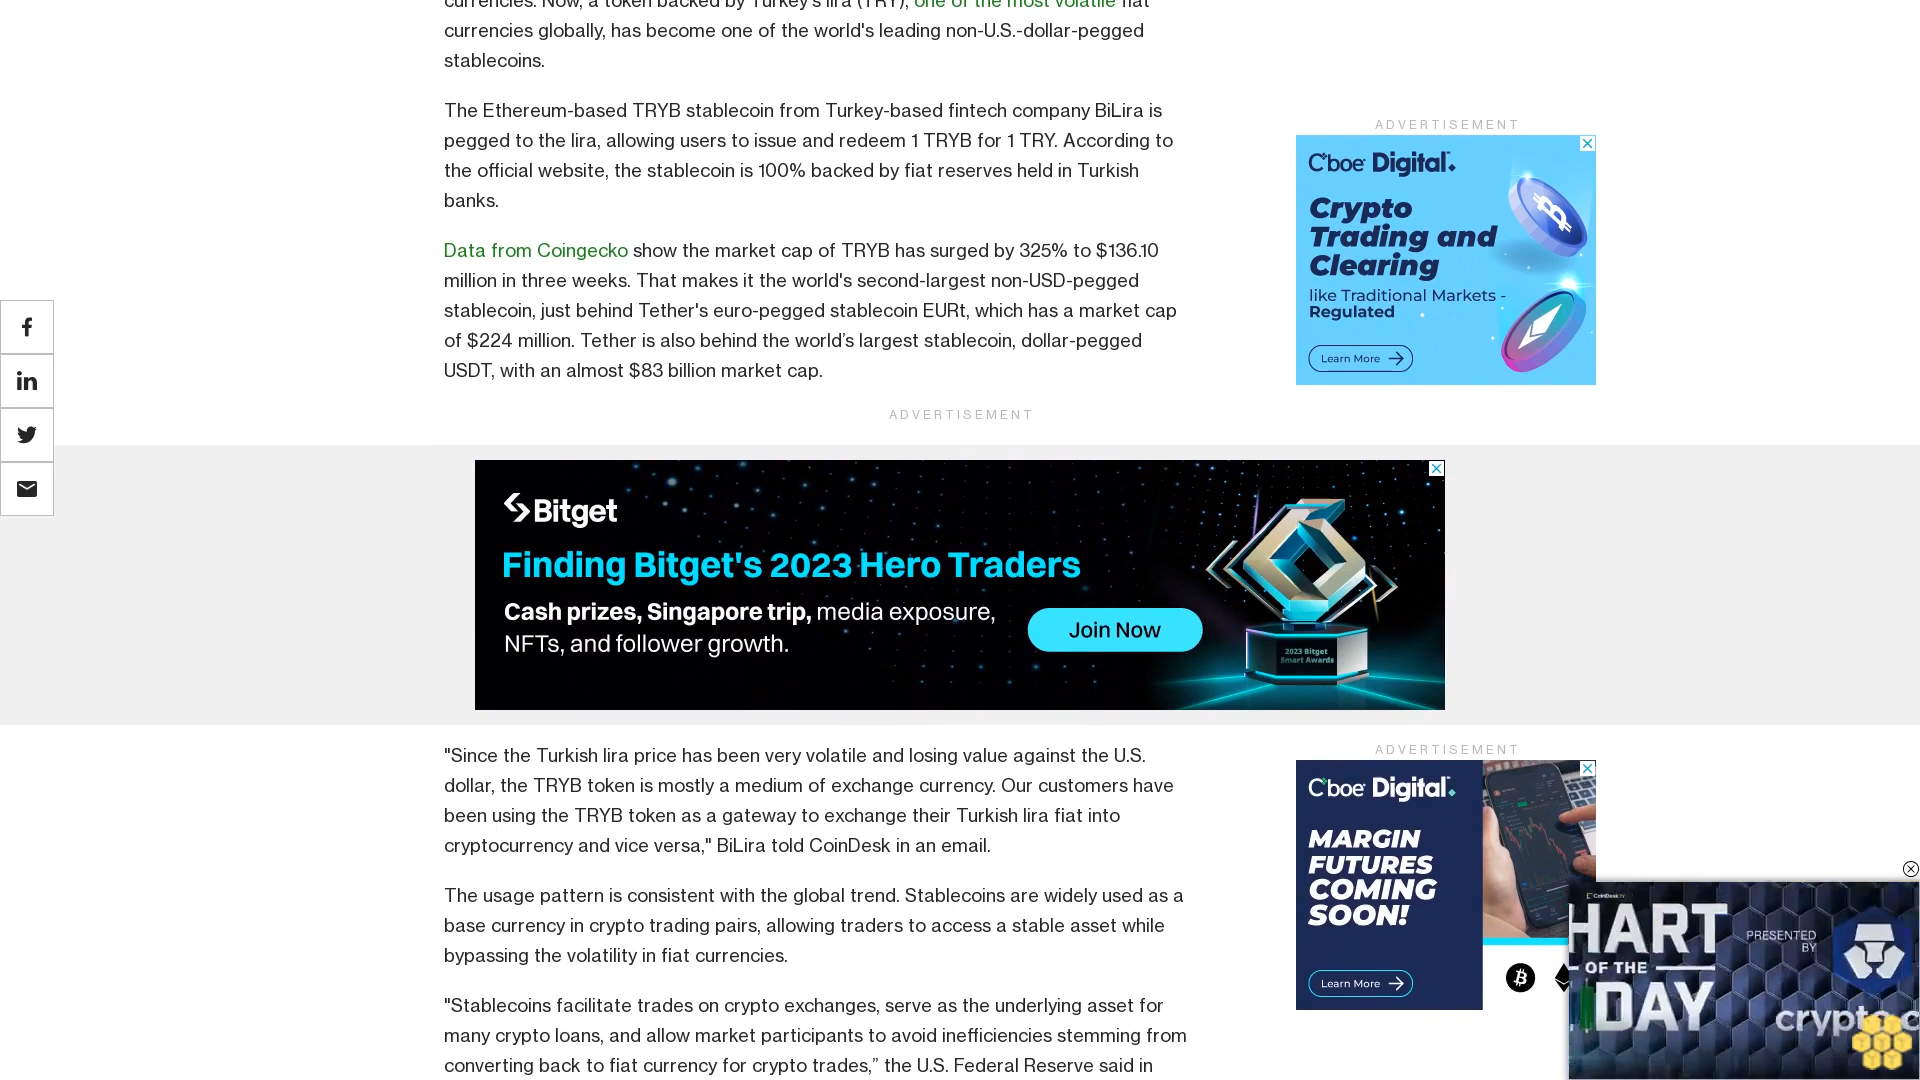 currencies. Now, a token backed by Turkey's lira (TRY), one of the most volatile fiat
currencies globally, has become one of the world's leading non-U.S.-dollar-pegged
stablecoins.
The Ethereum-based TRYB stablecoin from Turkey-based fintech company BiLira is
pegged to the lira, allowing users to issue and redeem 1 TRYB for 1 TRY. According to
the official website, the stablecoin is 100% backed by fiat reserves held in Turkish
banks.
Data from Coingecko show the market cap of TRYB has surged by 325% to $136.10
million in three weeks. That makes it the world's second-largest non-USD-pegged
stablecoin, just behind Tether's euro-pegged stablecoin EURt, which has a market cap
of $224 million. Tether is also behind the world’s largest stablecoin, dollar-pegged
USDT, with an almost $83 billion market cap.
ADVERTISEMENT
Cboe Digital
Crypto
Trading and
Clearing
like Traditional Markets -
Regulated
Learn More
ADVERTISEMENT
Bitget
Finding Bitget's 2023 Hero Traders
Cash prizes, Singapore trip, media exposure,
NFTs, and follower growth.
Join Now
2023 Bitget
Smart Awards
"Since the Turkish lira price has been very volatile and losing value against the U.S.
dollar, the TRYB token is mostly a medium of exchange currency. Our customers have
been using the TRYB token as a gateway to exchange their Turkish lira fiat into
cryptocurrency and vice versa," BiLira told CoinDesk in an email.
The usage pattern is consistent with the global trend. Stablecoins are widely used as a
base currency in crypto trading pairs, allowing traders to access a stable asset while
bypassing the volatility in fiat currencies.
"Stablecoins facilitate trades on crypto exchanges, serve as the underlying asset for
many crypto loans, and allow market participants to avoid inefficiencies stemming from
converting back to fiat currency for crypto trades,” the U.S. Federal Reserve said in
ADVERTISEMENT
Cboe Digital
MARGIN
FUTURES
COMING
SOON!
Learn More
CoinDesk TV
HART
OF THE
DAY
PRESENTED
BY
crypto.c